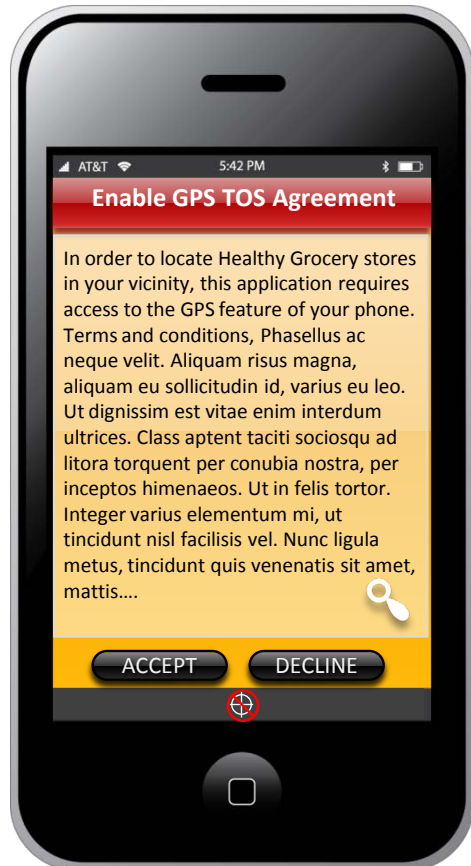 AT&T 5:42 PM
Enable GPS TOS Agreement
In order to locate Healthy Grocery stores
in your vicinity, this application requires
access to the GPS feature of your phone.
Terms and conditions, Phasellus ac
neque velit. Aliquam risus magna,
aliquam eu sollicitudin id, varius eu leo.
Ut dignissim est vitae enim interdum
ultrices. Class aptent taciti sociosqu ad
litora torquent per conubia nostra, per
inceptos himenaeos. Ut in felis tortor.
Integer varius elementum mi, ut
tincidunt nisl facilisis vel. Nunc ligula
metus, tincidunt quis venenatis sit amet,
mattis....
ACCEPT DECLINE